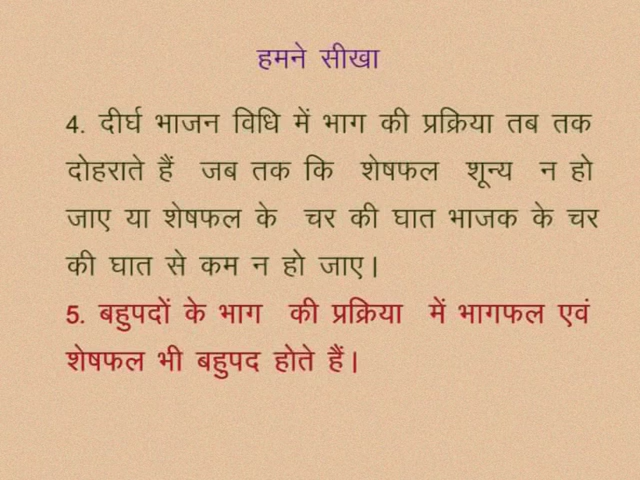 हमने सीखा
4. दीर्घ भाजन विधि में भाग की प्रक्रिया तब तक
दोहराते हैं जब तक कि शेषफल शून्य न हो
जाए या शेषफल के चर की घात भाजक के चर
की घात से कम न हो जाए।
5. बहुपदों के भाग की प्रक्रिया में भागफल एवं
शेषफल भी बहुपद होते हैं।